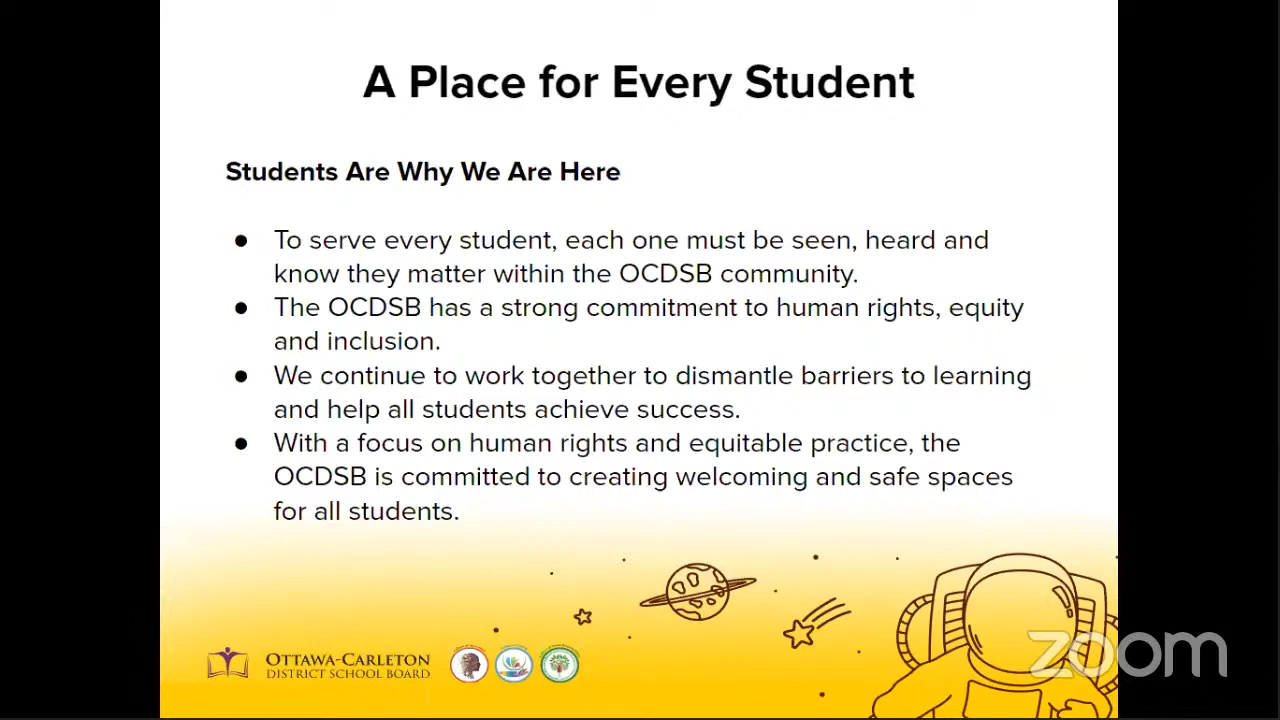 A Place for Every Student
Students Are Why We Are Here
● To serve every student, each one must be seen, heard and
know they matter within the OCDSB community.
● The OCDSB has a strong commitment to human rights, equity
and inclusion.
● We continue to work together to dismantle barriers to learning
and help all students achieve success.
● With a focus on human rights and equitable practice, the
OCDSB is committed to creating welcoming and safe spaces
for all students.
OTTAWA-CARLETON
DISTRICT SCHOOL BOARD
zoom